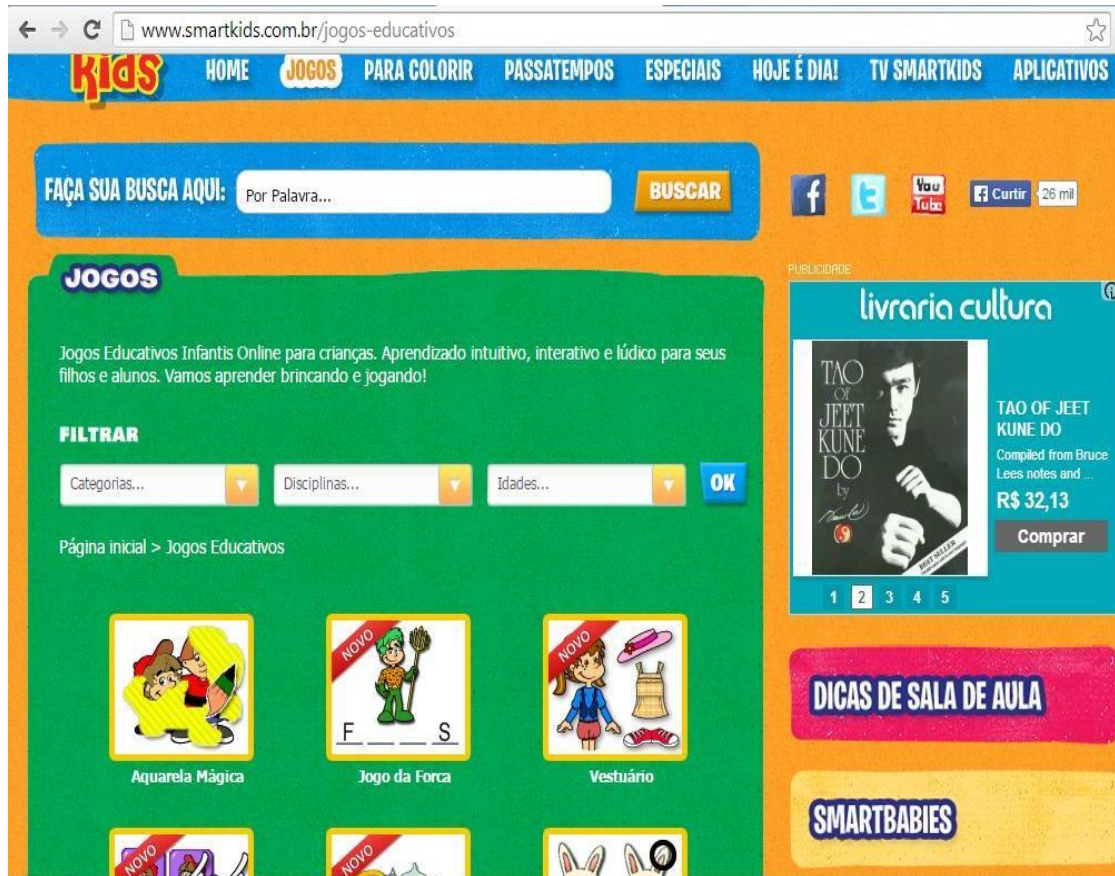 www.smartkids.com.br/jogos-educativos
Kids HOME JOGOS PARA COLORIR PASSATEMPOS ESPECIAIS HOJE É DIA! TV SMARTKIDS APLICATIVOS
FAÇA SUA BUSCA AQUI: Por Palavra... BUSCAR
f t You Tube f Curtir 26 mil
JOGOS
Jogos Educativos Infantis Online para crianças. Aprendizado intuitivo, interativo e lúdico para seus
filhos e alunos. Vamos aprender brincando e jogando!
FILTRAR
Categorias... Disciplinas... Idades... OK
Página inicial > Jogos Educativos
NOVO NOVO
F _ _ _ S
Aquarela Mágica Jogo da Forca Vestuário
NOVO NOVO
PUBLICIDADE
livraria cultura
TAO
OF
JEET
KUNE
DO
by
BEST SELLER
TAO OF JEET
KUNE DO
Compiled from Bruce
Lees notes and ...
R$ 32,13
Comprar
1 2 3 4 5
DICAS DE SALA DE AULA
SMARTBABIES